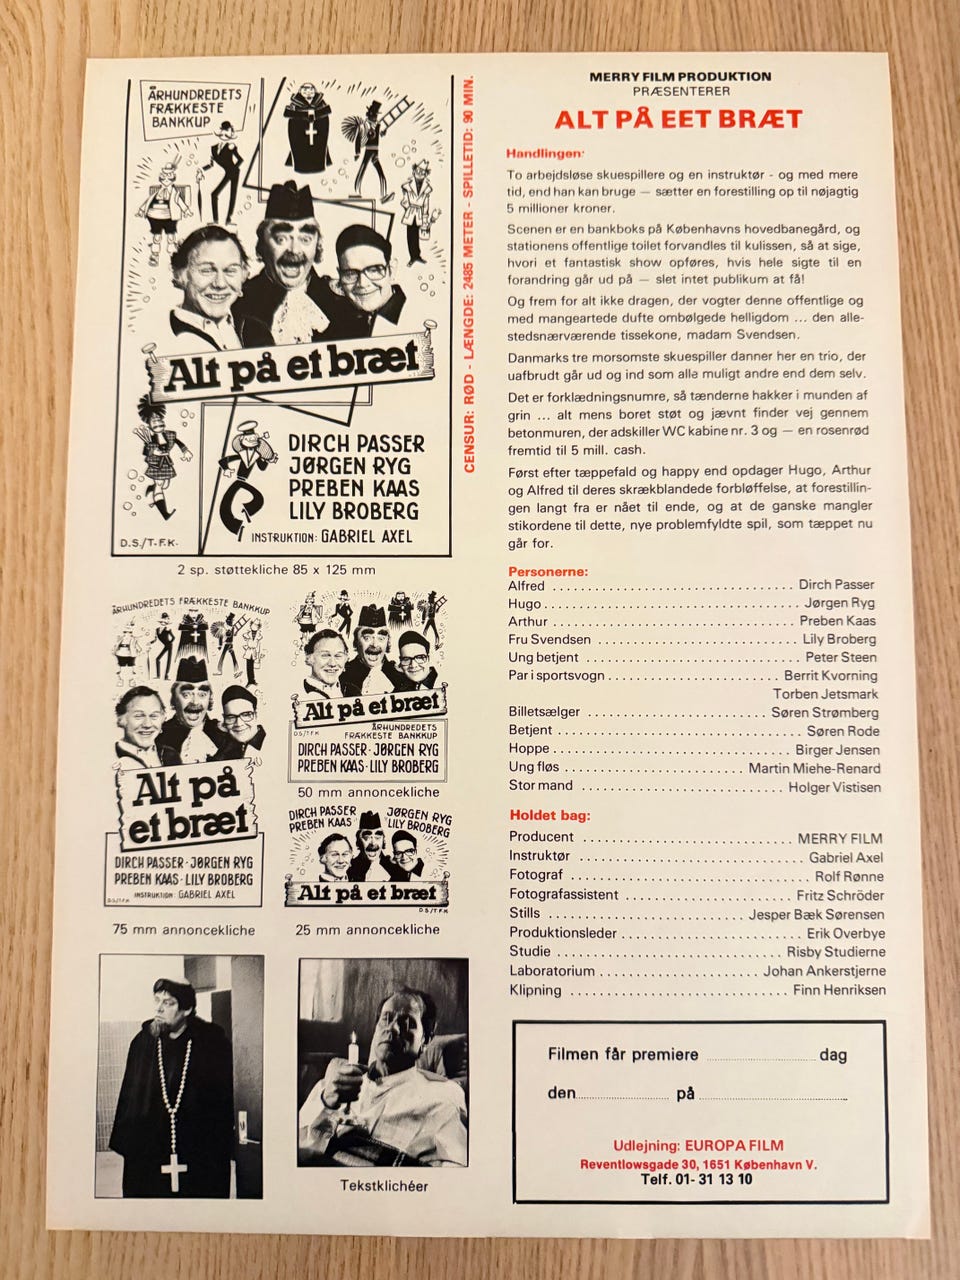 ÅRHUNDREDETS
FRÆKKESTE
BANKKUP
Alt på et bræt
DIRCH PASSER
JØRGEN RYG
PREBEN KAAS
LILY BROBERG
INSTRUKTION: GABRIEL AXEL
D.S./T.F.K.
2 sp. støttekliche 85 x 125 mm
CENSUR: RØD - LÆNGDE: 2485 METER - SPILLETID: 90 MIN.
ÅRHUNDREDETS FRÆKKESTE BANKKUP
Alt på
et bræt
DIRCH PASSER · JØRGEN RYG
PREBEN KAAS · LILY BROBERG
INSTRUKTION: GABRIEL AXEL
D.S./T.F.K.
75 mm annoncekliche
Alt på et bræt
D.S./T.F.K.
ÅRHUNDREDETS
FRÆKKESTE BANKKUP
DIRCH PASSER · JØRGEN RYG
PREBEN KAAS · LILY BROBERG
50 mm annoncekliche
DIRCH PASSER JØRGEN RYG
PREBEN KAAS LILY BROBERG
Alt på et bræt
D.S./T.F.K.
25 mm annoncekliche
Tekstklichéer
MERRY FILM PRODUKTION
PRÆSENTERER
ALT PÅ EET BRÆT
Handlingen:
To arbejdsløse skuespillere og en instruktør - og med mere
tid, end han kan bruge — sætter en forestilling op til nøjagtig
5 millioner kroner.
Scenen er en bankboks på Københavns hovedbanegård, og
stationens offentlige toilet forvandles til kulissen, så at sige,
hvori et fantastisk show opføres, hvis hele sigte til en
forandring går ud på — slet intet publikum at få!
Og frem for alt ikke dragen, der vogter denne offentlige og
med mangeartede dufte ombølgede helligdom ... den alle-
stedsnærværende tissekone, madam Svendsen.
Danmarks tre morsomste skuespiller danner her en trio, der
uafbrudt går ud og ind som alle muligt andre end dem selv.
Det er forklædningsnumre, så tænderne hakker i munden af
grin ... alt mens boret støt og jævnt finder vej gennem
betonmuren, der adskiller WC kabine nr. 3 og — en rosenrød
fremtid til 5 mill. cash.
Først efter tæppefald og happy end opdager Hugo, Arthur
og Alfred til deres skrækblandede forbløffelse, at forestillin-
gen langt fra er nået til ende, og at de ganske mangler
stikordene til dette, nye problemfyldte spil, som tæppet nu
går for.
Personerne:
Alfred ........ Dirch Passer
Hugo ........ Jørgen Ryg
Arthur ........ Preben Kaas
Fru Svendsen ........ Lily Broberg
Ung betjent ........ Peter Steen
Par i sportsvogn ........ Berrit Kvorning
Torben Jetsmark
Billetsælger ........ Søren Strømberg
Betjent ........ Søren Rode
Hoppe ........ Birger Jensen
Ung fløs ........ Martin Miehe-Renard
Stor mand ........ Holger Vistisen
Holdet bag:
Producent ........ MERRY FILM
Instruktør ........ Gabriel Axel
Fotograf ........ Rolf Rønne
Fotografassistent ........ Fritz Schröder
Stills ........ Jesper Bæk Sørensen
Produktionsleder ........ Erik Overbye
Studie ........ Risby Studierne
Laboratorium ........ Johan Ankerstjerne
Klipning ........ Finn Henriksen
Filmen får premiere ........ dag
den ........ på ........
Udlejning: EUROPA FILM
Reventlowsgade 30, 1651 København V.
Telf. 01- 31 13 10